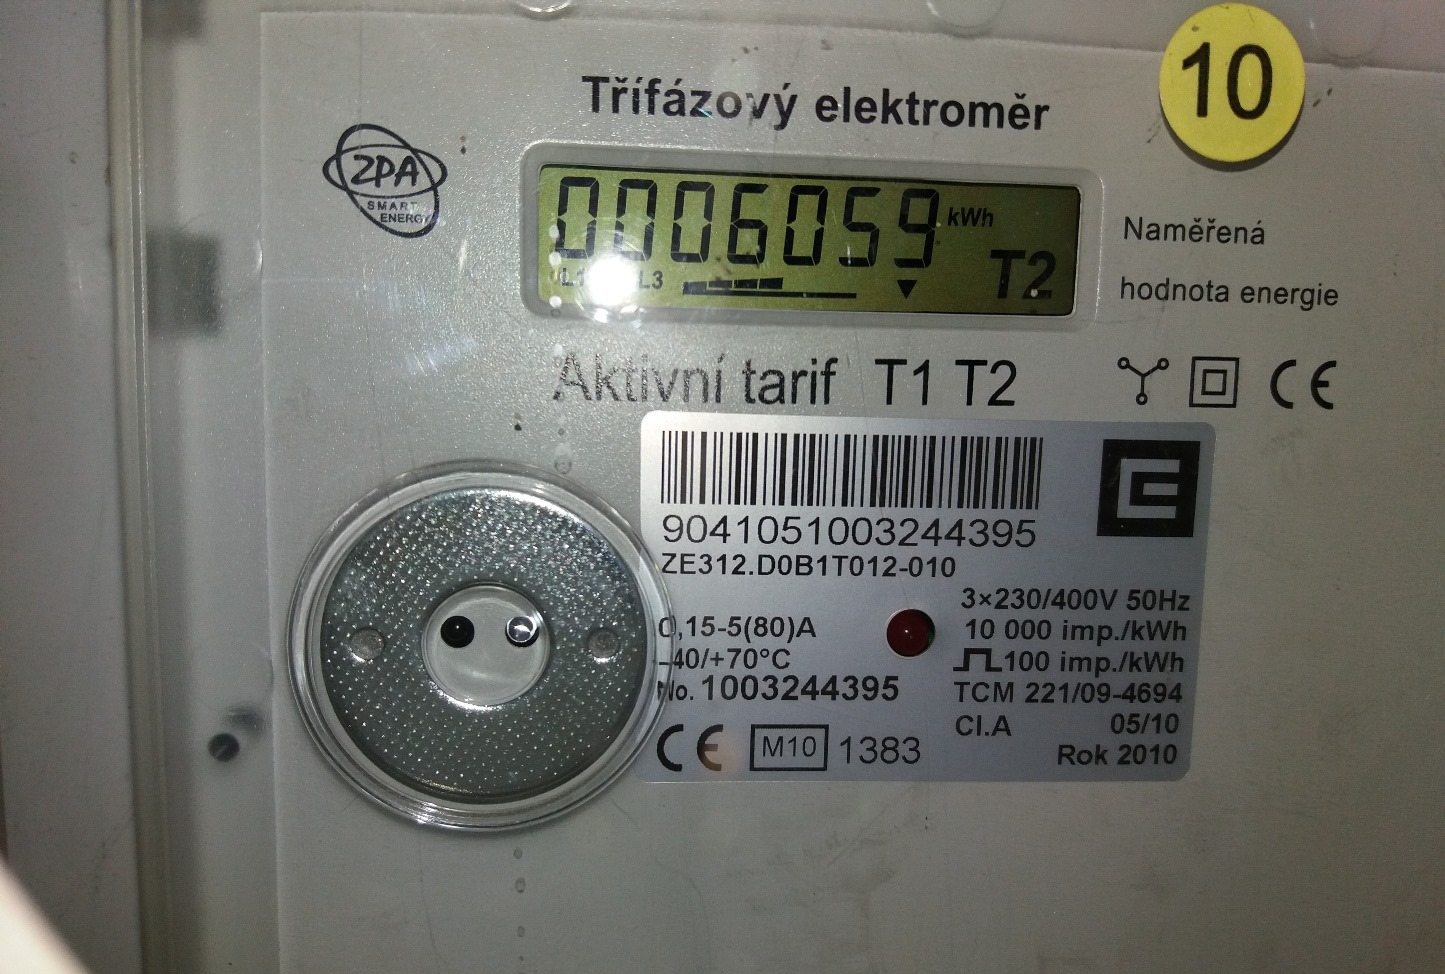 10
Třífázový elektroměr
ZPA
SMART
ENERGY
0006059 kWh
L1 L3 T2
Naměřená
hodnota energie
Aktivní tarif T1 T2
CE
9041051003244395
ZE312.D0B1T012-010
3×230/400V 50Hz
0,15-5(80)A 10 000 imp./kWh
-40/+70°C 100 imp./kWh
No. 1003244395 TCM 221/09-4694
Cl.A 05/10
CE M10 1383 Rok 2010